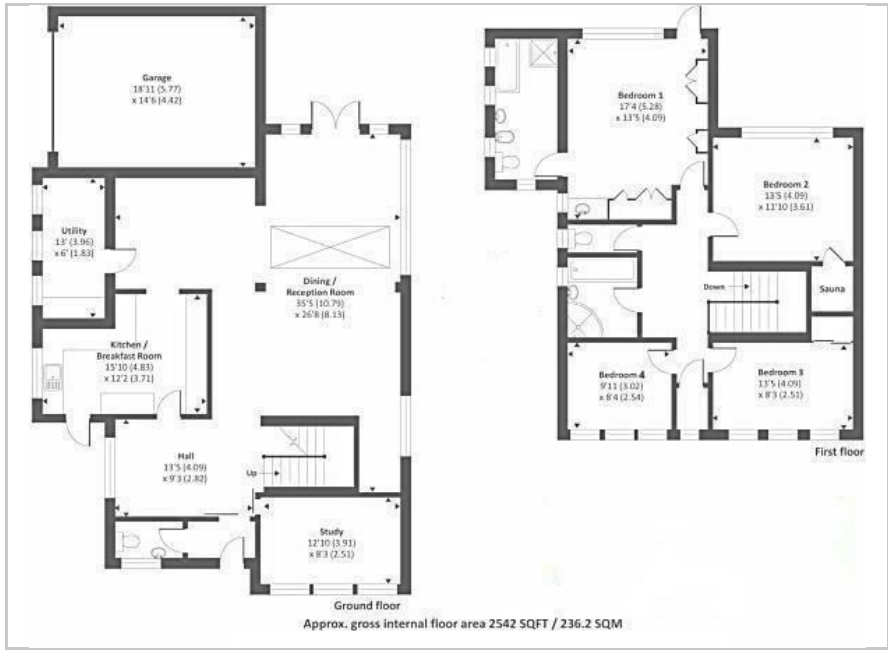 Garage
18'11 (5.77)
x 14'6 (4.42)
Utility
13' (3.96)
x 6' (1.83)
Dining /
Reception Room
35'5 (10.79)
x 26'8 (8.13)
Kitchen /
Breakfast Room
15'10 (4.83)
x 12'2 (3.71)
Hall
13'5 (4.09)
x 9'3 (2.82)
Up
Study
12'10 (3.91)
x 8'3 (2.51)
Ground floor
Bedroom 1
17'4 (5.28)
x 13'5 (4.09)
Bedroom 2
13'5 (4.09)
x 11'10 (3.61)
Sauna
Down
Bedroom 4
9'11 (3.02)
x 8'4 (2.54)
Bedroom 3
13'5 (4.09)
x 8'3 (2.51)
First floor
Approx. gross internal floor area 2542 SQFT / 236.2 SQM